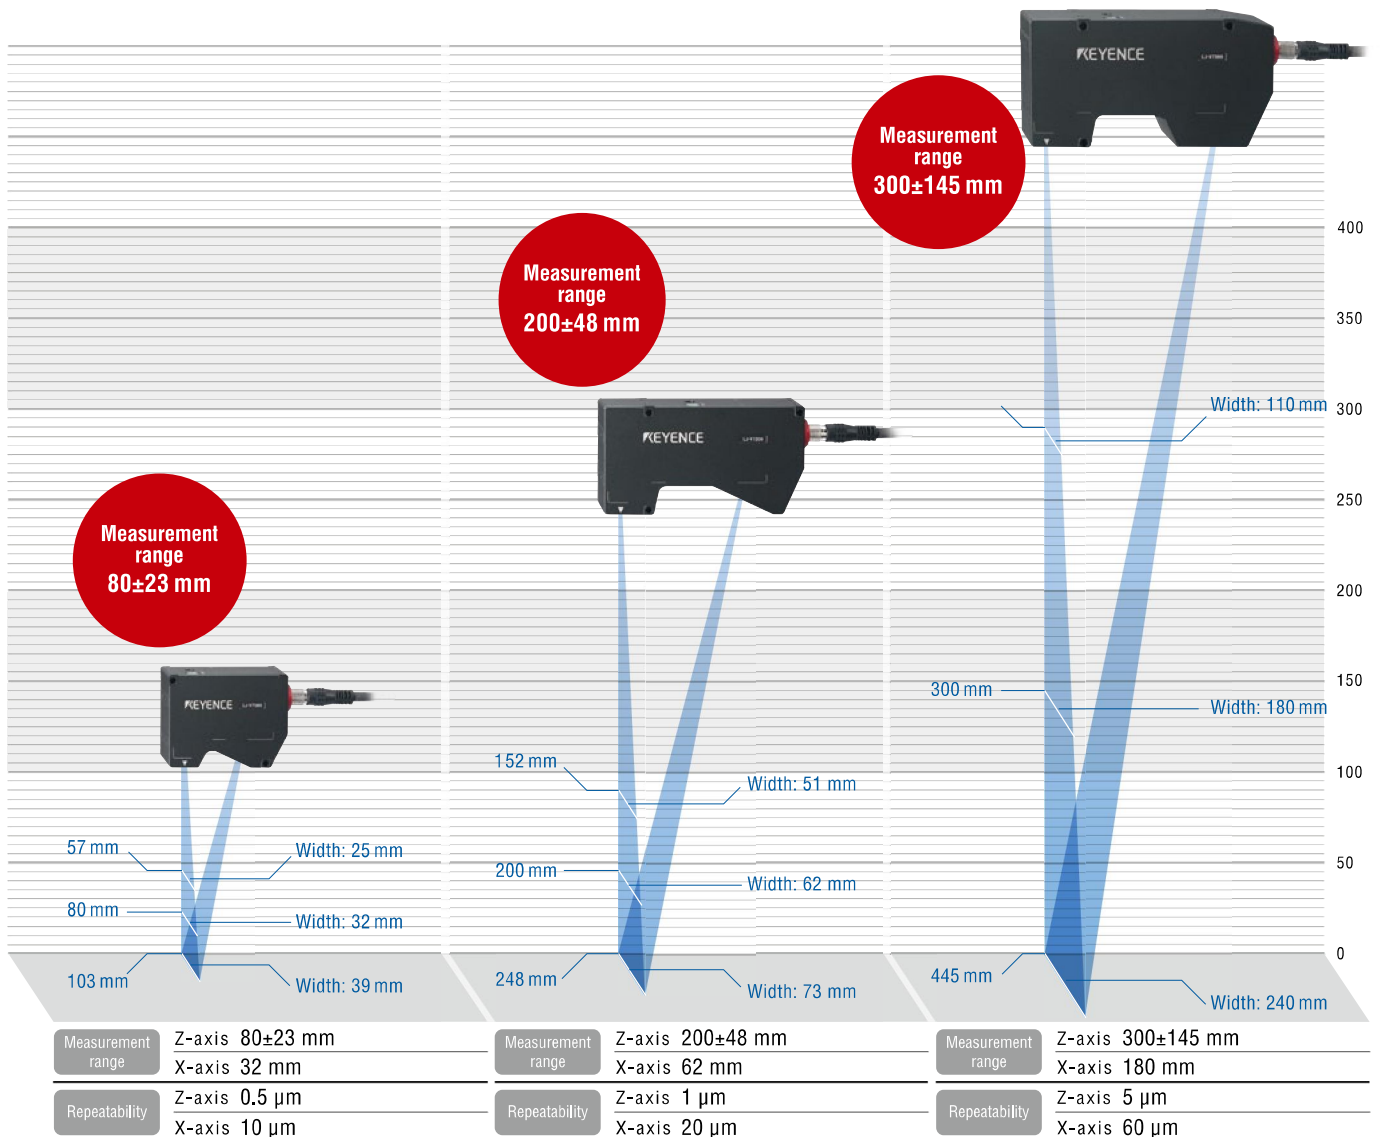 KEYENCE
Measurement
range
300±145 mm
400
Measurement
range
200±48 mm
350
Width: 110 mm
300
KEYENCE
250
Measurement
range
80±23 mm
200
150
300 mm
Width: 180 mm
KEYENCE
100
152 mm
Width: 51 mm
57 mm
Width: 25 mm
50
200 mm
Width: 62 mm
80 mm
Width: 32 mm
0
103 mm
Width: 39 mm
248 mm
Width: 73 mm
445 mm
Width: 240 mm
Measurement
range
Z-axis 80±23 mm
X-axis 32 mm
Repeatability
Z-axis 0.5 µm
X-axis 10 µm
Measurement
range
Z-axis 200±48 mm
X-axis 62 mm
Repeatability
Z-axis 1 µm
X-axis 20 µm
Measurement
range
Z-axis 300±145 mm
X-axis 180 mm
Repeatability
Z-axis 5 µm
X-axis 60 µm